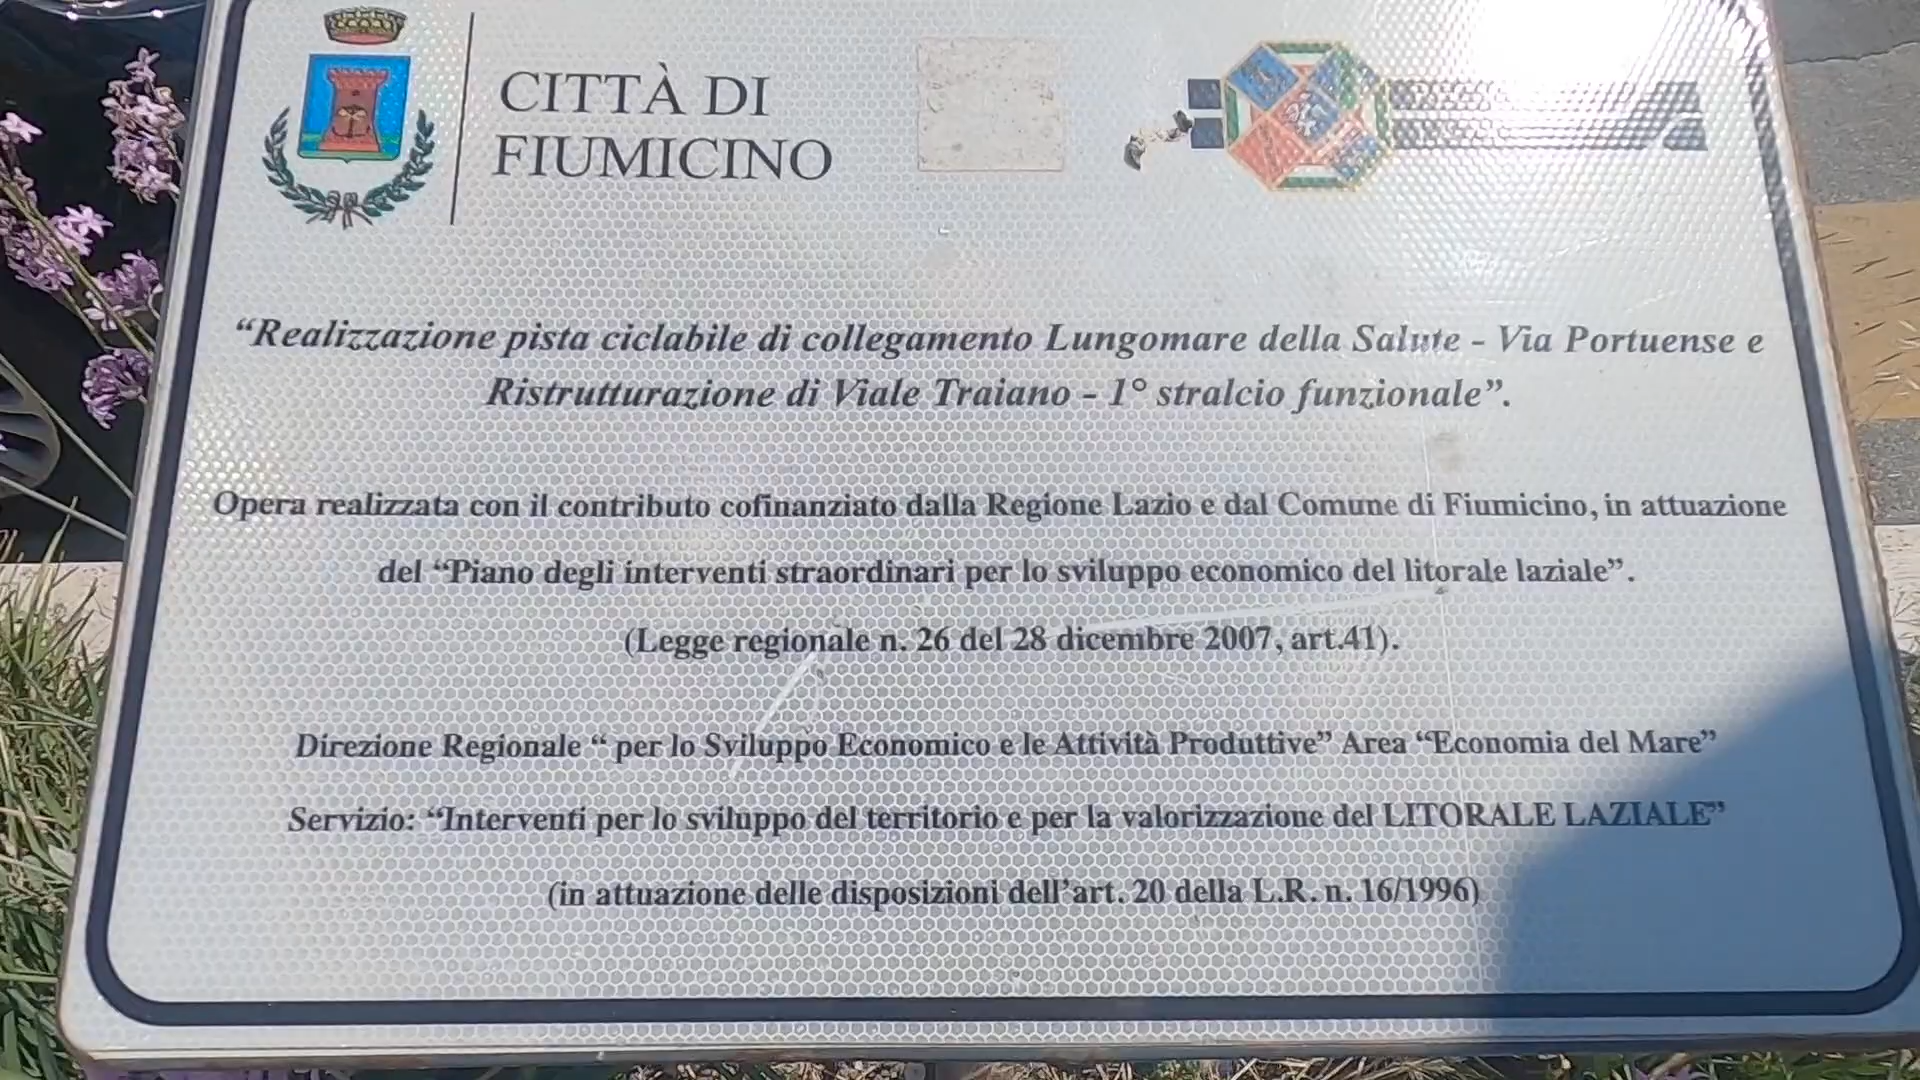 CITTÀ DI
FIUMICINO
“Realizzazione pista ciclabile di collegamento Lungomare della Salute - Via Portuense e
Ristrutturazione di Viale Traiano - 1° stralcio funzionale”.
Opera realizzata con il contributo cofinanziato dalla Regione Lazio e dal Comune di Fiumicino, in attuazione
del “Piano degli interventi straordinari per lo sviluppo economico del litorale laziale”.
(Legge regionale n. 26 del 28 dicembre 2007, art.41).
Direzione Regionale “ per lo Sviluppo Economico e le Attività Produttive” Area “Economia del Mare”
Servizio: “Interventi per lo sviluppo del territorio e per la valorizzazione del LITORALE LAZIALE”
(in attuazione delle disposizioni dell’art. 20 della L.R. n. 16/1996)